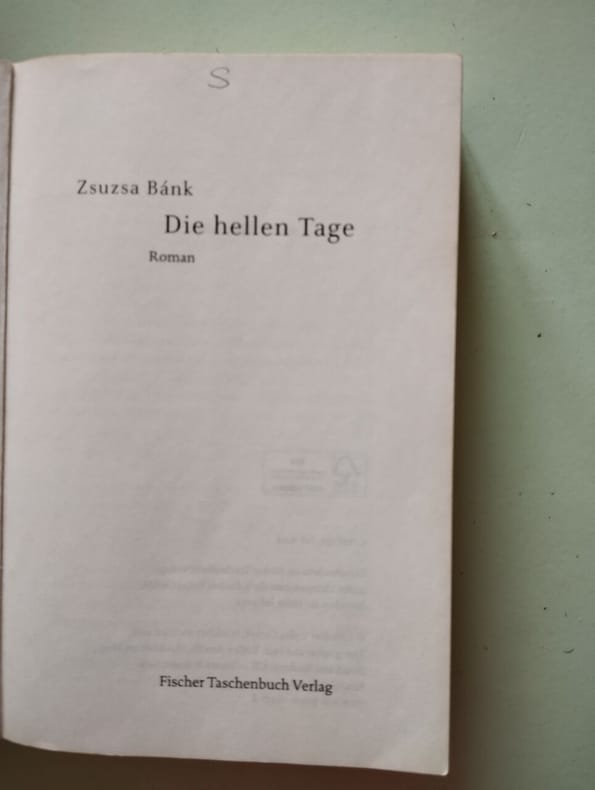 S
Zsuzsa Bánk
Die hellen Tage
Roman
Fischer Taschenbuch Verlag